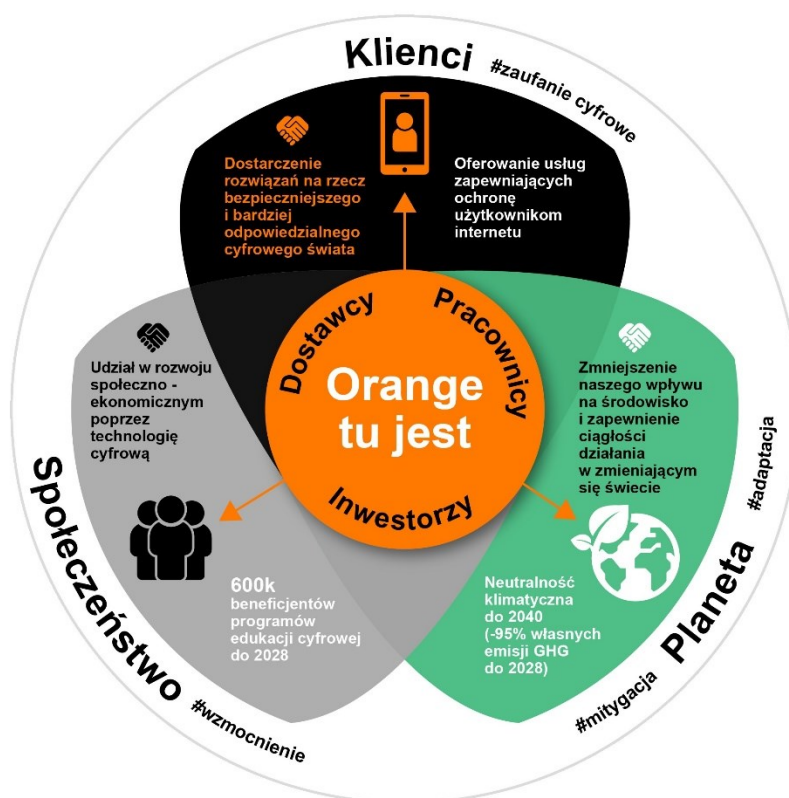 Klienci
#zaufanie cyfrowe
Dostarczenie
rozwiązań na rzecz
bezpieczniejszego
i bardziej
odpowiedzialnego
cyfrowego świata
Oferowanie usług
zapewniających
ochronę
użytkownikom
internetu
Dostawcy
Pracownicy
Orange
tu jest
Inwestorzy
Udział w rozwoju
społeczno -
ekonomicznym
poprzez
technologię
cyfrową
600k
beneficjentów
programów
edukacji cyfrowej
do 2028
Społeczeństwo
#wzmocnienie
Zmniejszenie
naszego wpływu
na środowisko
i zapewnienie
ciągłości
działania
w zmieniającym
się świecie
Neutralność
klimatyczna
do 2040
(-95% własnych
emisji GHG
do 2028)
#adaptacja
Planeta
#mitygacja